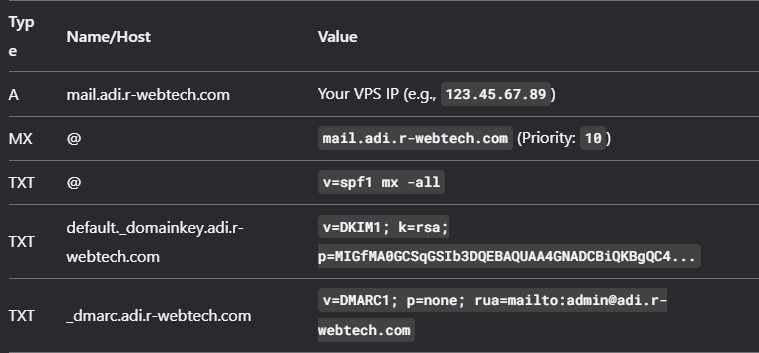 Typ
e
Name/Host
Value
A
mail.adi.r-webtech.com
Your VPS IP (e.g., 123.45.67.89)
MX
@
mail.adi.r-webtech.com (Priority: 10)
TXT
@
v=spf1 mx -all
TXT
default._domainkey.adi.r-
webtech.com
v=DKIM1; k=rsa;
p=MIGfMA0GCSqGSIb3DQEBAQUAA4GNADCBiQKBgQC4...
TXT
_dmarc.adi.r-webtech.com
v=DMARC1; p=none; rua=mailto:admin@adi.r-
webtech.com